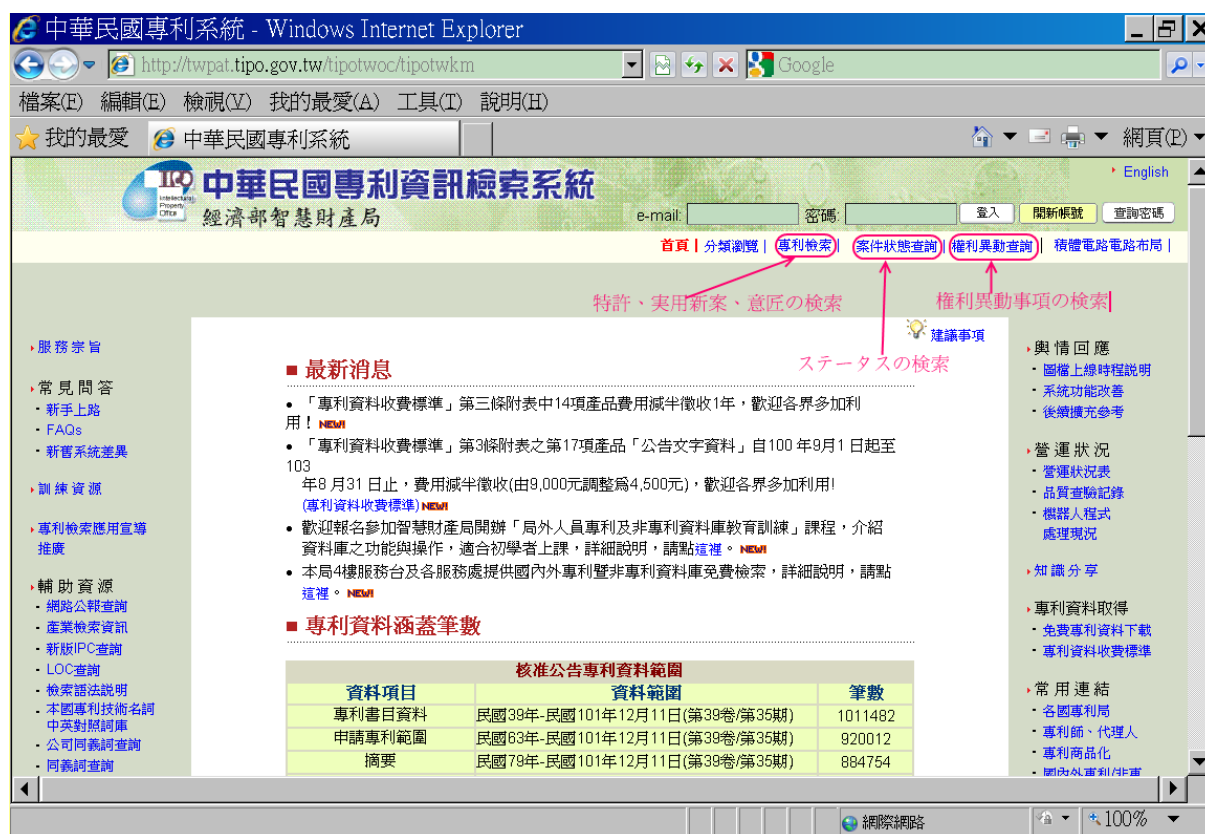 中華民國專利系統 - Windows Internet Explorer
http://twpat.tipo.gov.tw/tipotwoc/tipotwkm
Google
檔案(F) 編輯(E) 檢視(V) 我的最愛(A) 工具(T) 說明(H)
我的最愛 中華民國專利系統 網頁(P)
Intellectual Property Office
中華民國專利資訊檢索系統
English
經濟部智慧財產局
e-mail: 密碼: 登入 開新帳號 查詢密碼
首頁 | 分類瀏覽 | 專利檢索 | 案件狀態查詢 | 權利異動查詢 | 積體電路電路布局 |
特許、実用新案、意匠の検索
権利異動事項の検索
ステータスの検索
建議事項
服務宗旨
常見問答
・新手上路
・FAQs
・新舊系統差異
訓練資源
專利檢索應用宣導
推廣
輔助資源
・網路公報查詢
・產業檢索資訊
・新版IPC查詢
・LOC查詢
・檢索語法說明
・本國專利技術名詞
中英對照詞庫
・公司同義詞查詢
・同義詞查詢
■ 最新消息
• 「專利資料收費標準」第三條附表中14項產品費用減半徵收1年，歡迎各界多加利
用！ NEW!
• 「專利資料收費標準」第3條附表之第17項產品「公告文字資料」自100 年9月1 日起至
103
年8 月31 日止，費用減半徵收(由9,000元調整為4,500元)，歡迎各界多加利用!
(專利資料收費標準) NEW!
• 歡迎報名參加智慧財產局開辦「局外人員專利及非專利資料庫教育訓練」課程，介紹
資料庫之功能與操作，適合初學者上課，詳細說明，請點這裡。 NEW!
• 本局4樓服務台及各服務處提供國內外專利暨非專利資料庫免費檢索，詳細說明，請點
這裡。 NEW!
■ 專利資料涵蓋筆數
核准公告專利資料範圍
資料項目 資料範圍 筆數
專利書目資料 民國39年-民國101年12月11日(第39卷/第35期) 1011482
申請專利範圍 民國63年-民國101年12月11日(第39卷/第35期) 920012
摘要 民國79年-民國101年12月11日(第39卷/第35期) 884754
輿情回應
・圖檔上線時程說明
・系統功能改善
・後續擴充參考
營運狀況
・營運狀況表
・品質查驗記錄
・機器人程式
處理現況
知識分享
專利資料取得
・免費專利資料下載
・專利資料收費標準
常用連結
・各國專利局
・專利師、代理人
・專利商品化
・國內外專利/非專
網際網路 100%